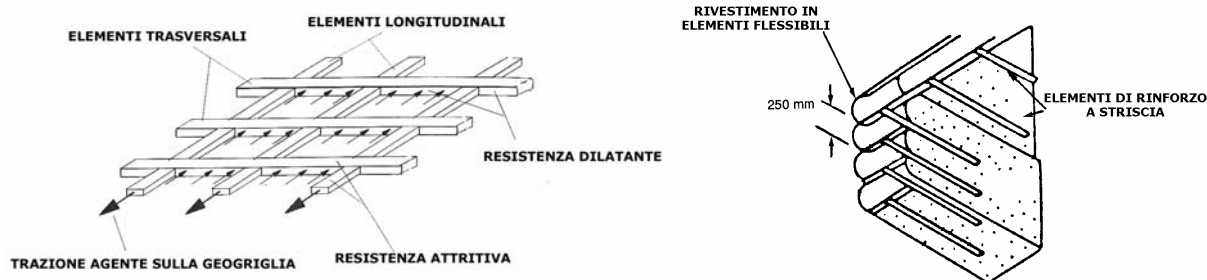 ELEMENTI LONGITUDINALI
ELEMENTI TRASVERSALI
RESISTENZA DILATANTE
RESISTENZA ATTRITIVA
TRAZIONE AGENTE SULLA GEOGRIGLIA
RIVESTIMENTO IN
ELEMENTI FLESSIBILI
250 mm
ELEMENTI DI RINFORZO
A STRISCIA